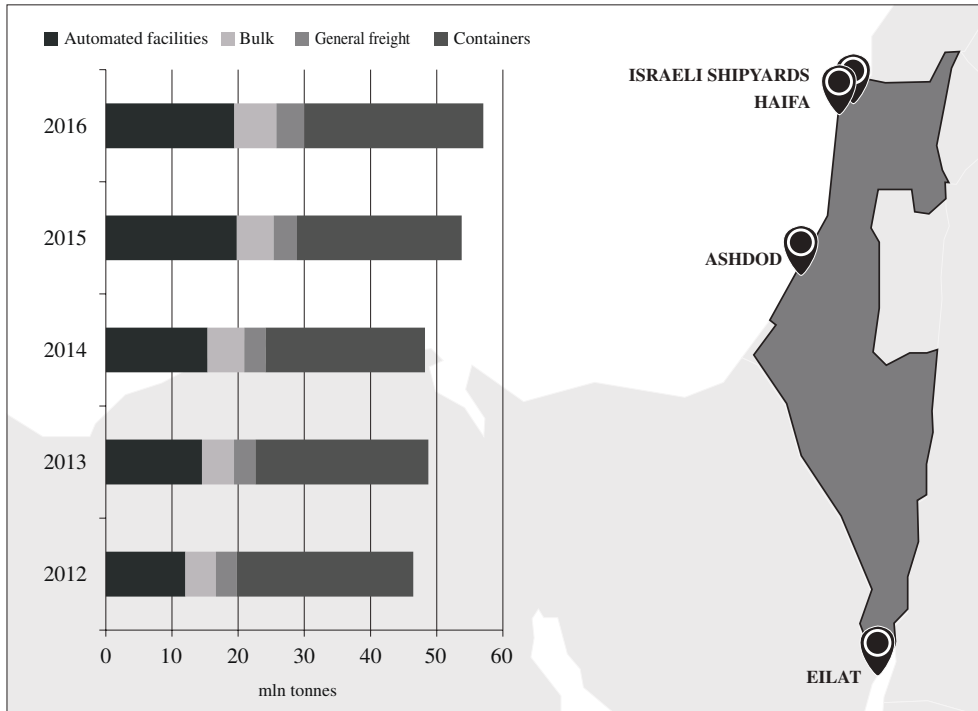 Automated facilities Bulk General freight Containers
2016
2015
2014
2013
2012
0 10 20 30 40 50 60
mln tonnes
ISRAELI SHIPYARDS
HAIFA
ASHDOD
EILAT